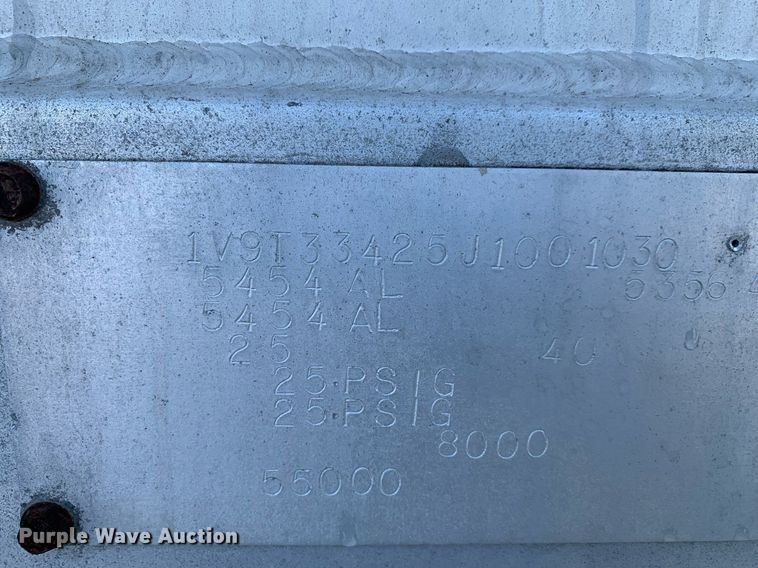 1V9T33425J1001030
5454 AL 5356 A
5454 AL
25 40
25 PSIG
25 PSIG
8000
56000
Purple Wave Auction